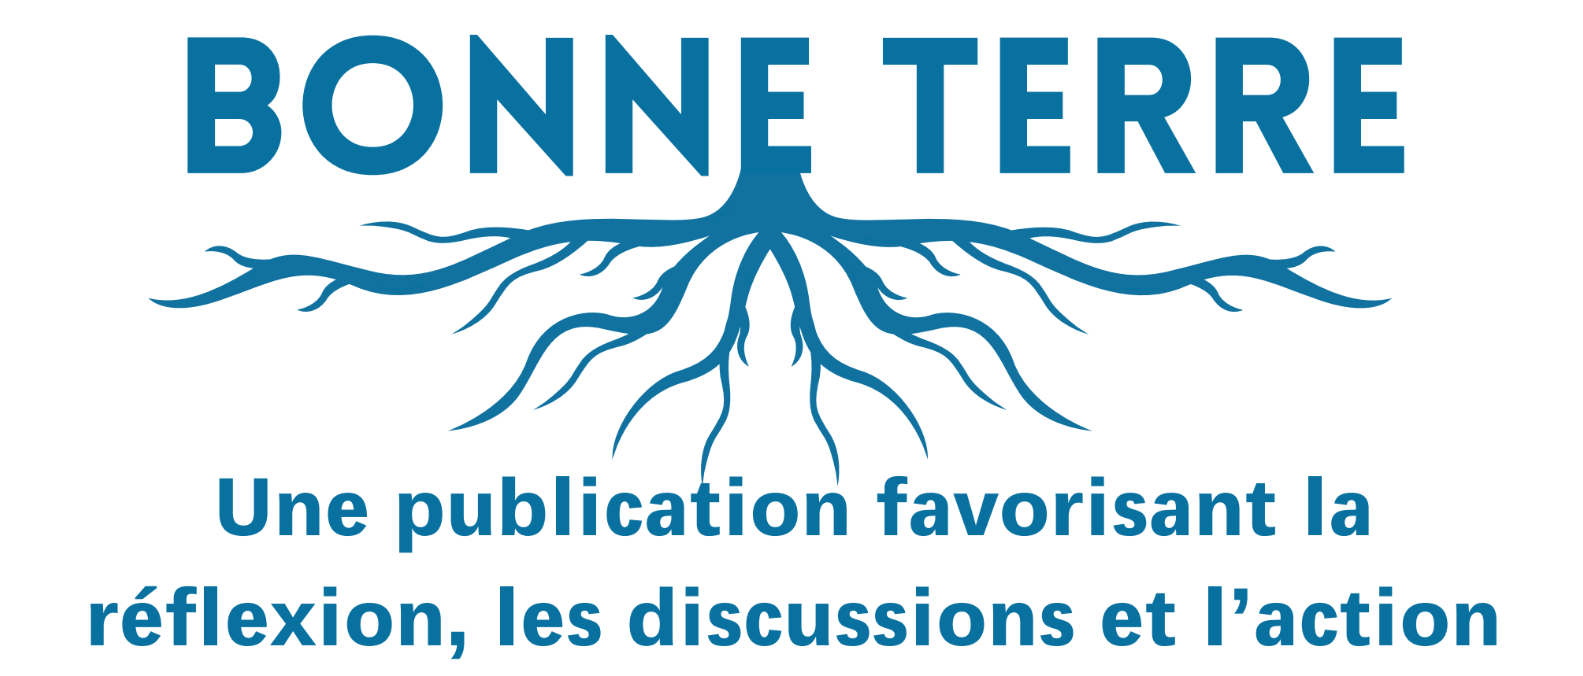 BONNE TERRE
Une publication favorisant la
réflexion, les discussions et l’action